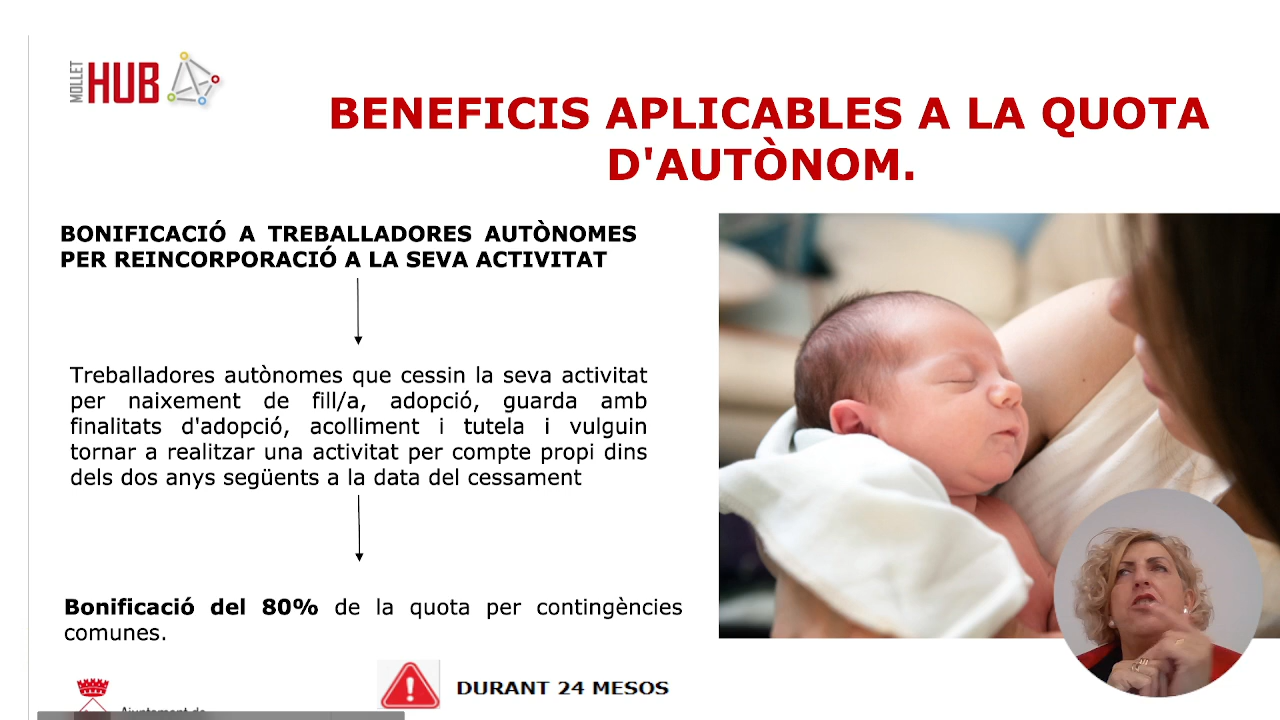 MOLLET
HUB
BENEFICIS APLICABLES A LA QUOTA
D'AUTÒNOM.
BONIFICACIÓ A TREBALLADORES AUTÒNOMES
PER REINCORPORACIÓ A LA SEVA ACTIVITAT
Treballadores autònomes que cessin la seva activitat
per naixement de fill/a, adopció, guarda amb
finalitats d'adopció, acolliment i tutela i vulguin
tornar a realitzar una activitat per compte propi dins
dels dos anys següents a la data del cessament
Bonificació del 80% de la quota per contingències
comunes.
DURANT 24 MESOS
Ajuntament de